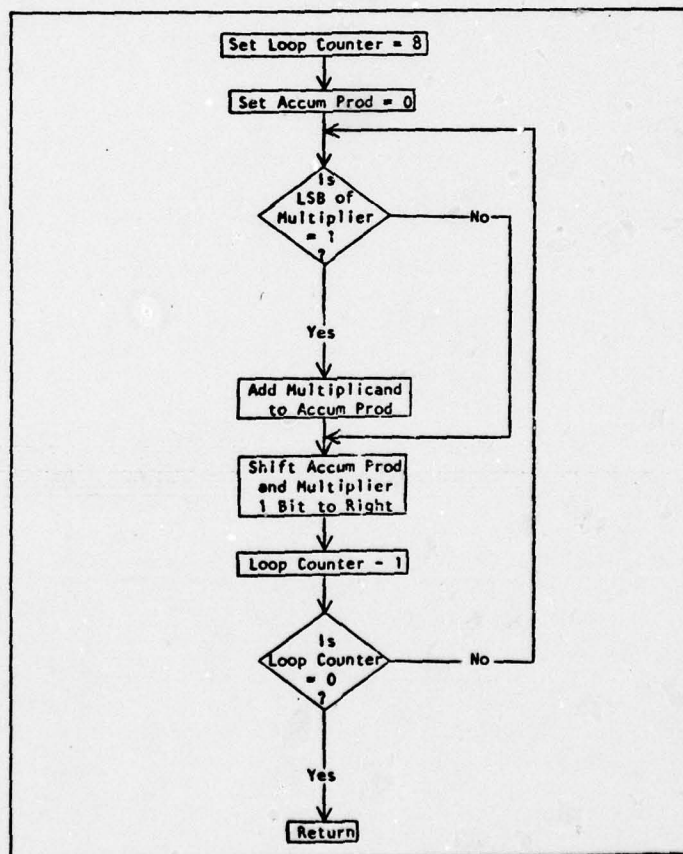 Set Loop Counter = 8
Set Accum Prod = 0
Is
LSB of
Multiplier
= 1
?
No
Yes
Add Multiplicand
to Accum Prod
Shift Accum Prod
and Multiplier
1 Bit to Right
Loop Counter - 1
Is
Loop Counter
= 0
?
No
Yes
Return